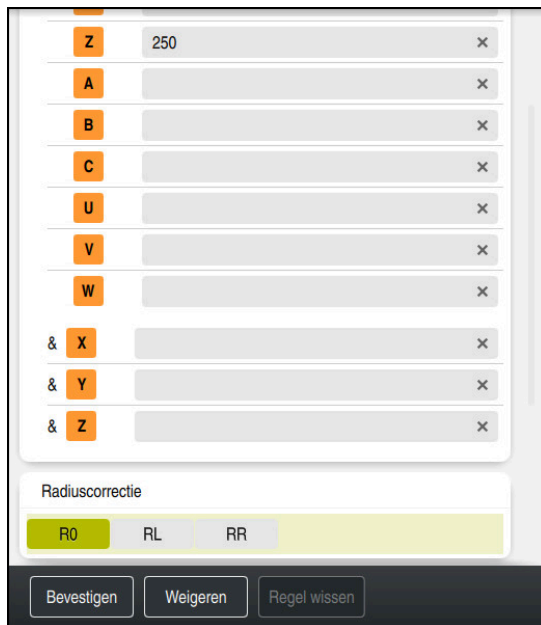 Z 250 ×
A ×
B ×
C ×
U ×
V ×
W ×
& X ×
& Y ×
& Z ×
Radiuscorrectie
R0 RL RR
Bevestigen Weigeren Regel wissen